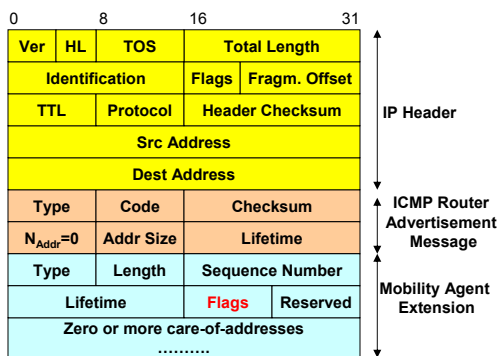 0 8 16 31
Ver HL TOS Total Length
Identification Flags Fragm. Offset
TTL Protocol Header Checksum
Src Address
Dest Address
IP Header
Type Code Checksum
N_Addr=0 Addr Size Lifetime
ICMP Router
Advertisement
Message
Type Length Sequence Number
Lifetime Flags Reserved
Zero or more care-of-addresses
..........
Mobility Agent
Extension